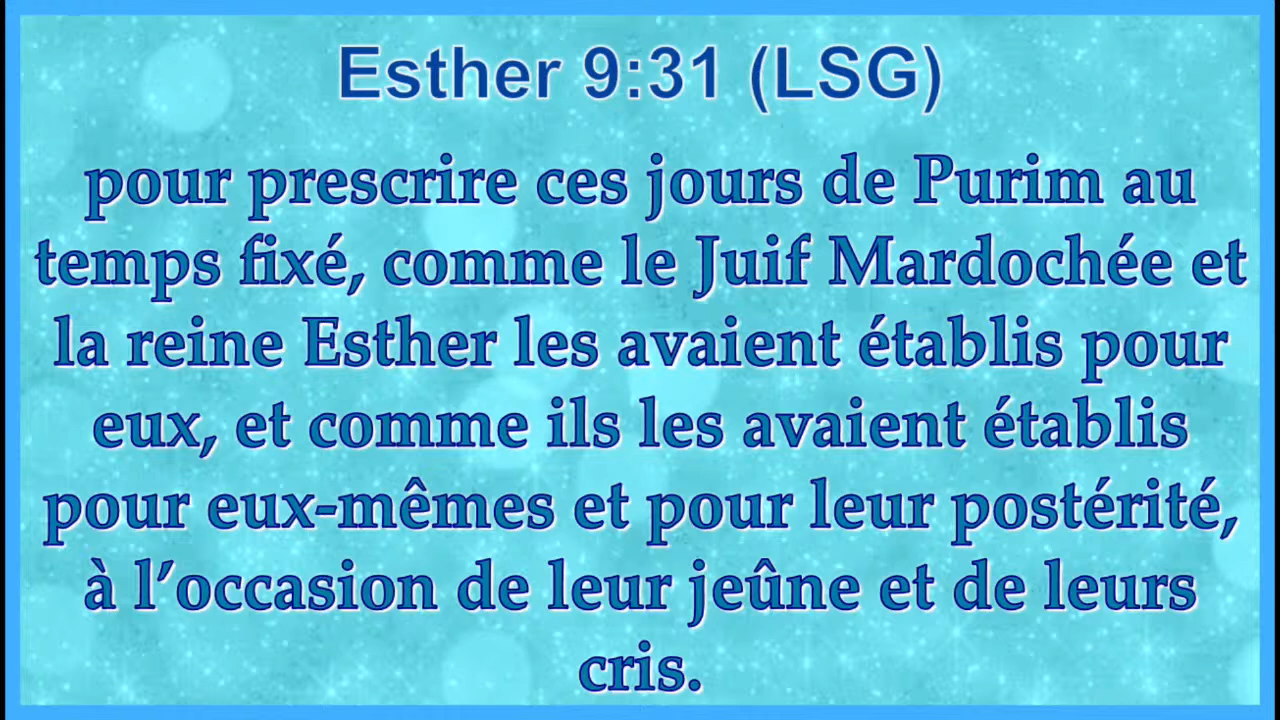 Esther 9:31 (LSG)
pour prescrire ces jours de Purim au
temps fixé, comme le Juif Mardochée et
la reine Esther les avaient établis pour
eux, et comme ils les avaient établis
pour eux-mêmes et pour leur postérité,
à l’occasion de leur jeûne et de leurs
cris.